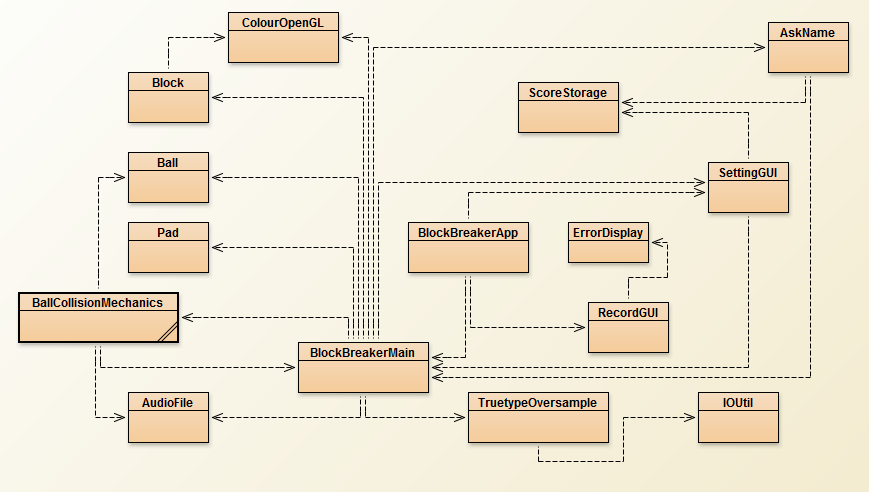 ColourOpenGL
AskName
Block
ScoreStorage
Ball
SettingGUI
Pad
BlockBreakerApp
ErrorDisplay
BallCollisionMechanics
RecordGUI
BlockBreakerMain
AudioFile
TruetypeOversample
IOUtil